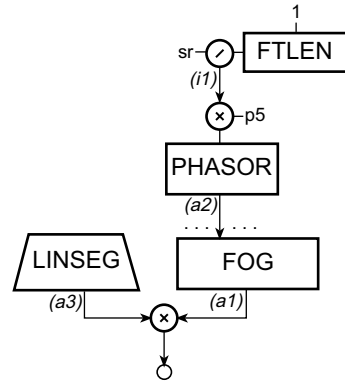 1
sr
FTLEN
(i1)
p5
PHASOR
(a2)
. . . . . . .
LINSEG
FOG
(a3)
(a1)